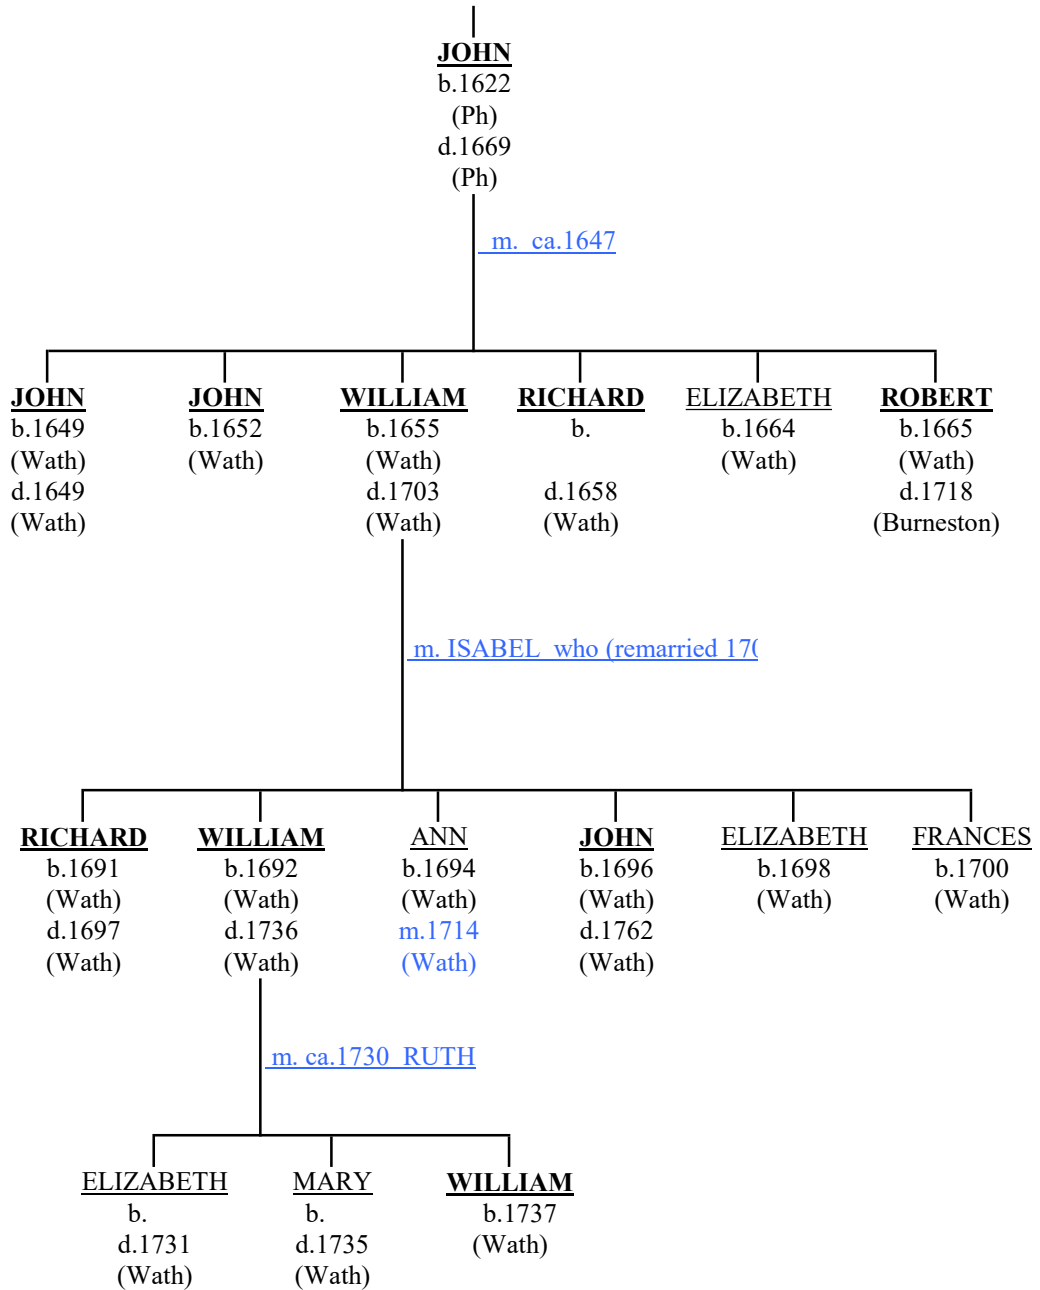 JOHN
b.1622
(Ph)
d.1669
(Ph)
m. ca.1647
JOHN JOHN WILLIAM RICHARD ELIZABETH ROBERT
b.1649 b.1652 b.1655 b. b.1664 b.1665
(Wath) (Wath) (Wath) (Wath) (Wath)
d.1649 d.1703 d.1658 d.1718
(Wath) (Wath) (Wath) (Burneston)
m. ISABEL who (remarried 170
RICHARD WILLIAM ANN JOHN ELIZABETH FRANCES
b.1691 b.1692 b.1694 b.1696 b.1698 b.1700
(Wath) (Wath) (Wath) (Wath) (Wath) (Wath)
d.1697 d.1736 m.1714 d.1762
(Wath) (Wath) (Wath) (Wath)
m. ca.1730 RUTH
ELIZABETH MARY WILLIAM
b. b. b.1737
d.1731 d.1735 (Wath)
(Wath) (Wath)